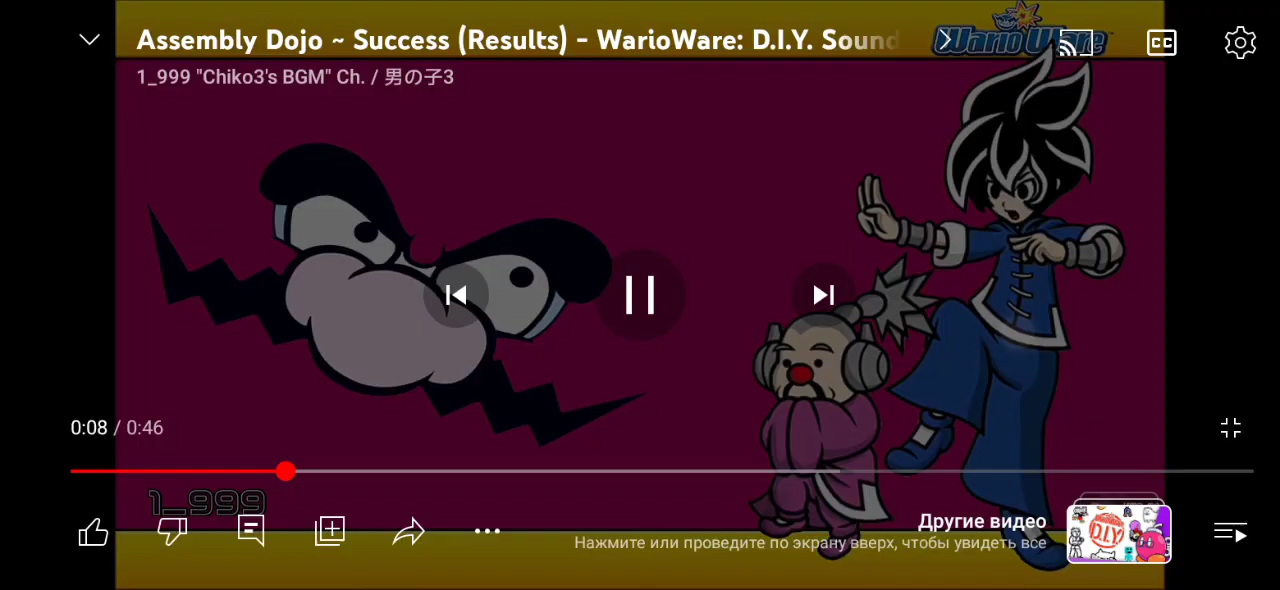 Assembly Dojo ~ Success (Results) - WarioWare: D.I.Y. Sound
WarioWare
CC
1_999 "Chiko3's BGM" Ch. / 男の子3
0:08 / 0:46
1_999
Другие видео
Нажмите или проведите по экрану вверх, чтобы увидеть все
D.I.Y.